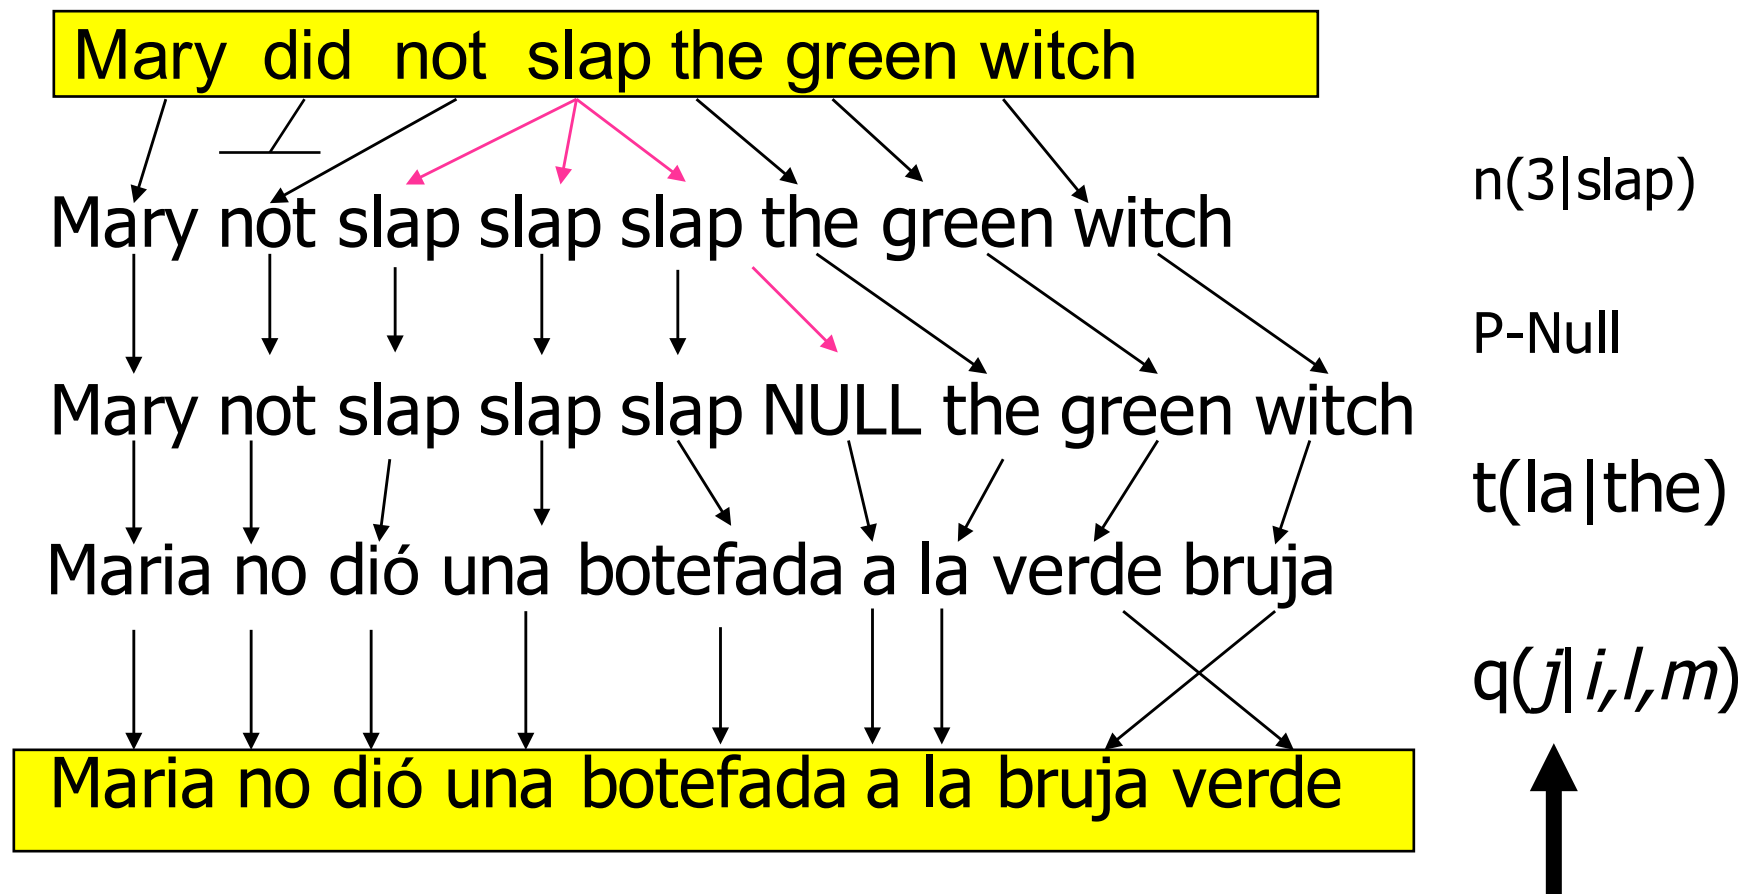 Mary did not slap the green witch
n(3|slap)
Mary not slap slap slap the green witch
P-Null
Mary not slap slap slap NULL the green witch
t(la|the)
Maria no dió una botefada a la verde bruja
q(j|i,l,m)
Maria no dió una botefada a la bruja verde